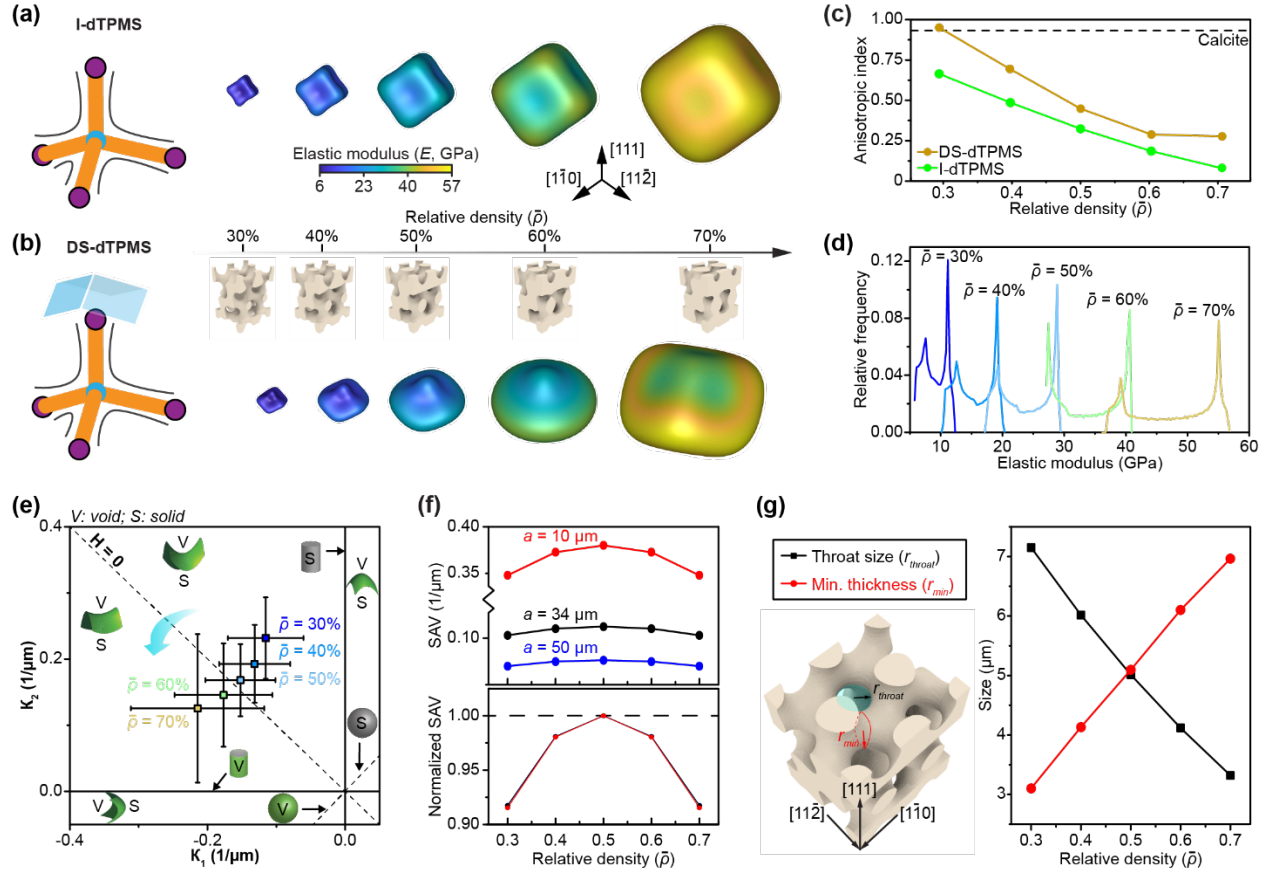 (a)
I-dTPMS
Elastic modulus (E, GPa)
6 23 40 57
[111]
[11̄0] [112̄]
Relative density (ρ̄)
30% 40% 50% 60% 70%
(b)
DS-dTPMS
(c)
Anisotropic index
1.00
0.75
0.50
0.25
0
Calcite
DS-dTPMS
I-dTPMS
0.3 0.4 0.5 0.6 0.7
Relative density (ρ̄)
(d)
Relative frequency
0.12
0.08
0.04
0.00
ρ̄ = 30%
ρ̄ = 40%
ρ̄ = 50%
ρ̄ = 60%
ρ̄ = 70%
10 20 30 40 50 60
Elastic modulus (GPa)
(e)
V: void; S: solid
K₂ (1/μm)
0.4
0.2
0.0
H = 0
V
S
V
S
S
V
S
ρ̄ = 30%
ρ̄ = 40%
ρ̄ = 50%
ρ̄ = 60%
ρ̄ = 70%
S
V
V S
V
-0.4 -0.2 0.0
K₁ (1/μm)
(f)
SAV (1/μm)
0.40
0.35
0.10
a = 10 μm
a = 34 μm
a = 50 μm
Normalized SAV
1.00
0.95
0.90
0.3 0.4 0.5 0.6 0.7
Relative density (ρ̄)
(g)
Throat size (r_throat)
Min. thickness (r_min)
r_throat
r_min
[111]
[112̄] [11̄0]
Size (μm)
7
6
5
4
3
0.3 0.4 0.5 0.6 0.7
Relative density (ρ̄)